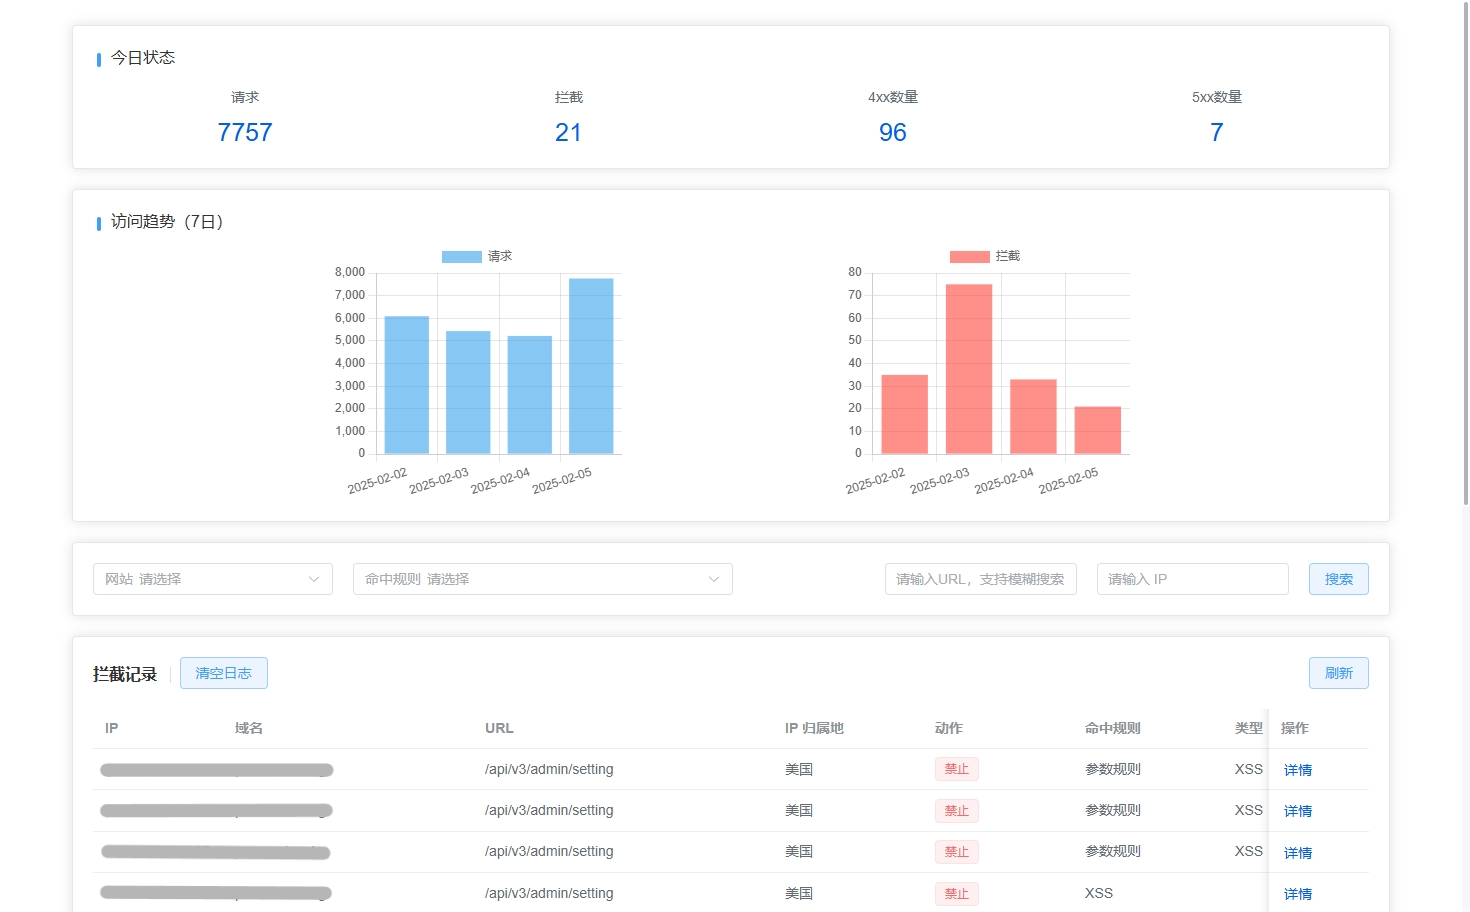 今日状态
请求 拦截 4xx数量 5xx数量
7757 21 96 7
访问趋势（7日）
请求
8,000
7,000
6,000
5,000
4,000
3,000
2,000
1,000
0
2025-02-02 2025-02-03 2025-02-04 2025-02-05
拦截
80
70
60
50
40
30
20
10
0
2025-02-02 2025-02-03 2025-02-04 2025-02-05
网站 请选择 命中规则 请选择 请输入URL，支持模糊搜索 请输入 IP 搜索
拦截记录 清空日志 刷新
IP 域名 URL IP 归属地 动作 命中规则 类型 操作
/api/v3/admin/setting 美国 禁止 参数规则 XSS 详情
/api/v3/admin/setting 美国 禁止 参数规则 XSS 详情
/api/v3/admin/setting 美国 禁止 参数规则 XSS 详情
/api/v3/admin/setting 美国 禁止 XSS 详情